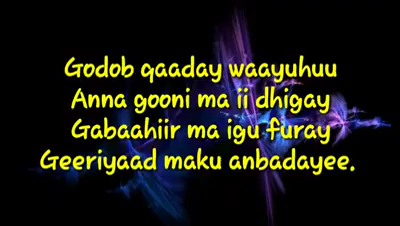 Godob qaaday waayuhuu
Anna gooni ma ii dhigay
Gabaahiir ma igu furay
Geeriyaad maku anbadayee.